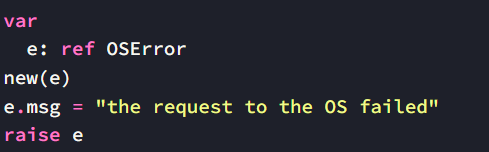 var
  e: ref OSError
new(e)
e.msg = "the request to the OS failed"
raise e